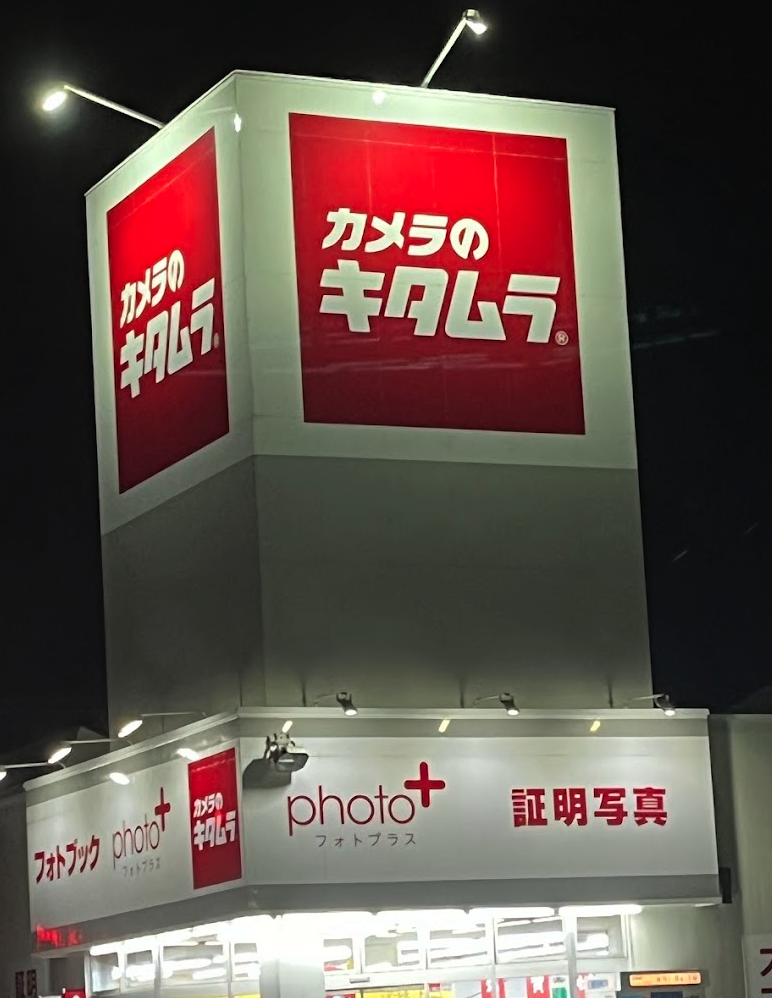 カメラの
キタムラ
カメラの
キタムラ®
フォトブック
photo+
フォトプラス
カメラの
キタムラ
photo+
フォトプラス
証明写真